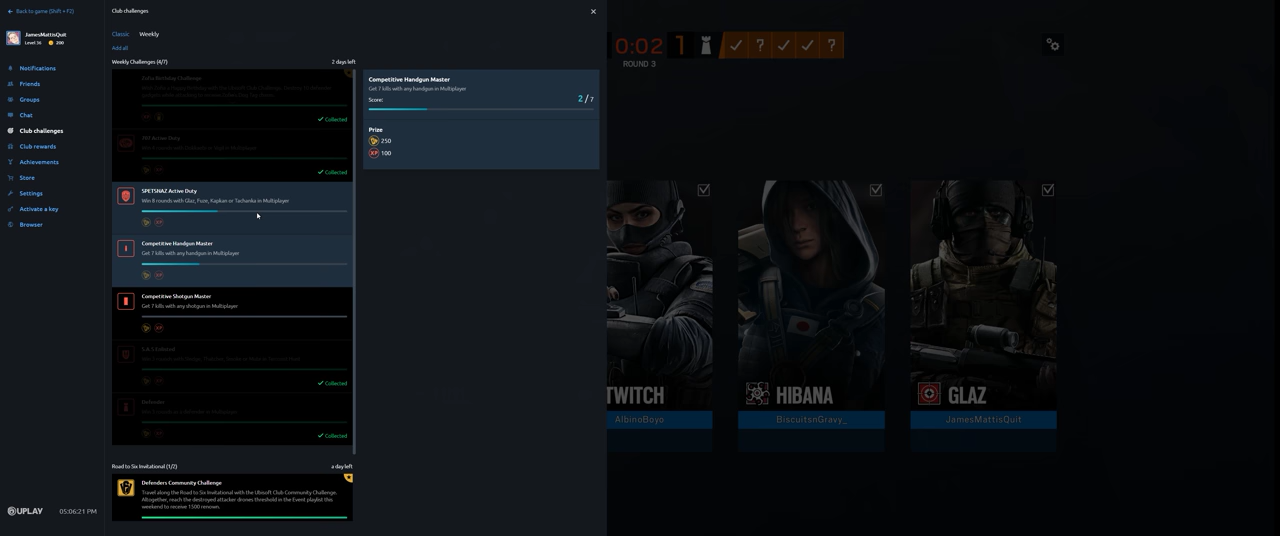 Back to game (Shift + F2)
JamesMattisQuit
Level 36 200
Notifications
Friends
Groups
Chat
Club challenges
Club rewards
Achievements
Store
Settings
Activate a key
Browser
UPLAY 05:06:21 PM
Club challenges
Classic Weekly
Add all
Weekly Challenges (4/7) 2 days left
Collected
Collected
SPETSNAZ Active Duty
Win 8 rounds with Glaz, Fuze, Kapkan or Tachanka in Multiplayer
Competitive Handgun Master
Get 7 kills with any handgun in Multiplayer
Competitive Shotgun Master
Get 7 kills with any shotgun in Multiplayer
Collected
Defender
Collected
Road to Six Invitational (1/2) a day left
Defenders Community Challenge
Travel along the Road to Six Invitational with the Ubisoft Club Community Challenge.
Altogether, reach the destroyed attacker drones threshold in the Event playlist this
weekend to receive 1500 renown.
Competitive Handgun Master
Get 7 kills with any handgun in Multiplayer
Score: 2 / 7
Prize
250
XP 100
0:02 1 ✓ ? ✓ ✓ ?
ROUND 3
TWITCH HIBANA GLAZ
AlbinoBoyo BiscuitsnGravy_ JamesMattisQuit